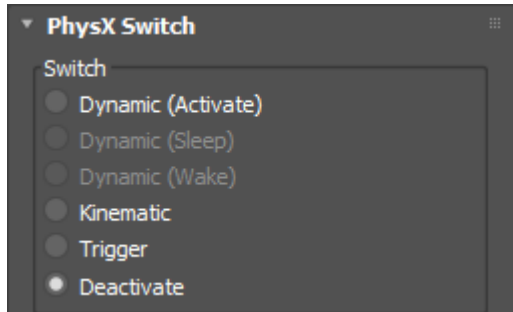 PhysX Switch
Switch
Dynamic (Activate)
Dynamic (Sleep)
Dynamic (Wake)
Kinematic
Trigger
Deactivate